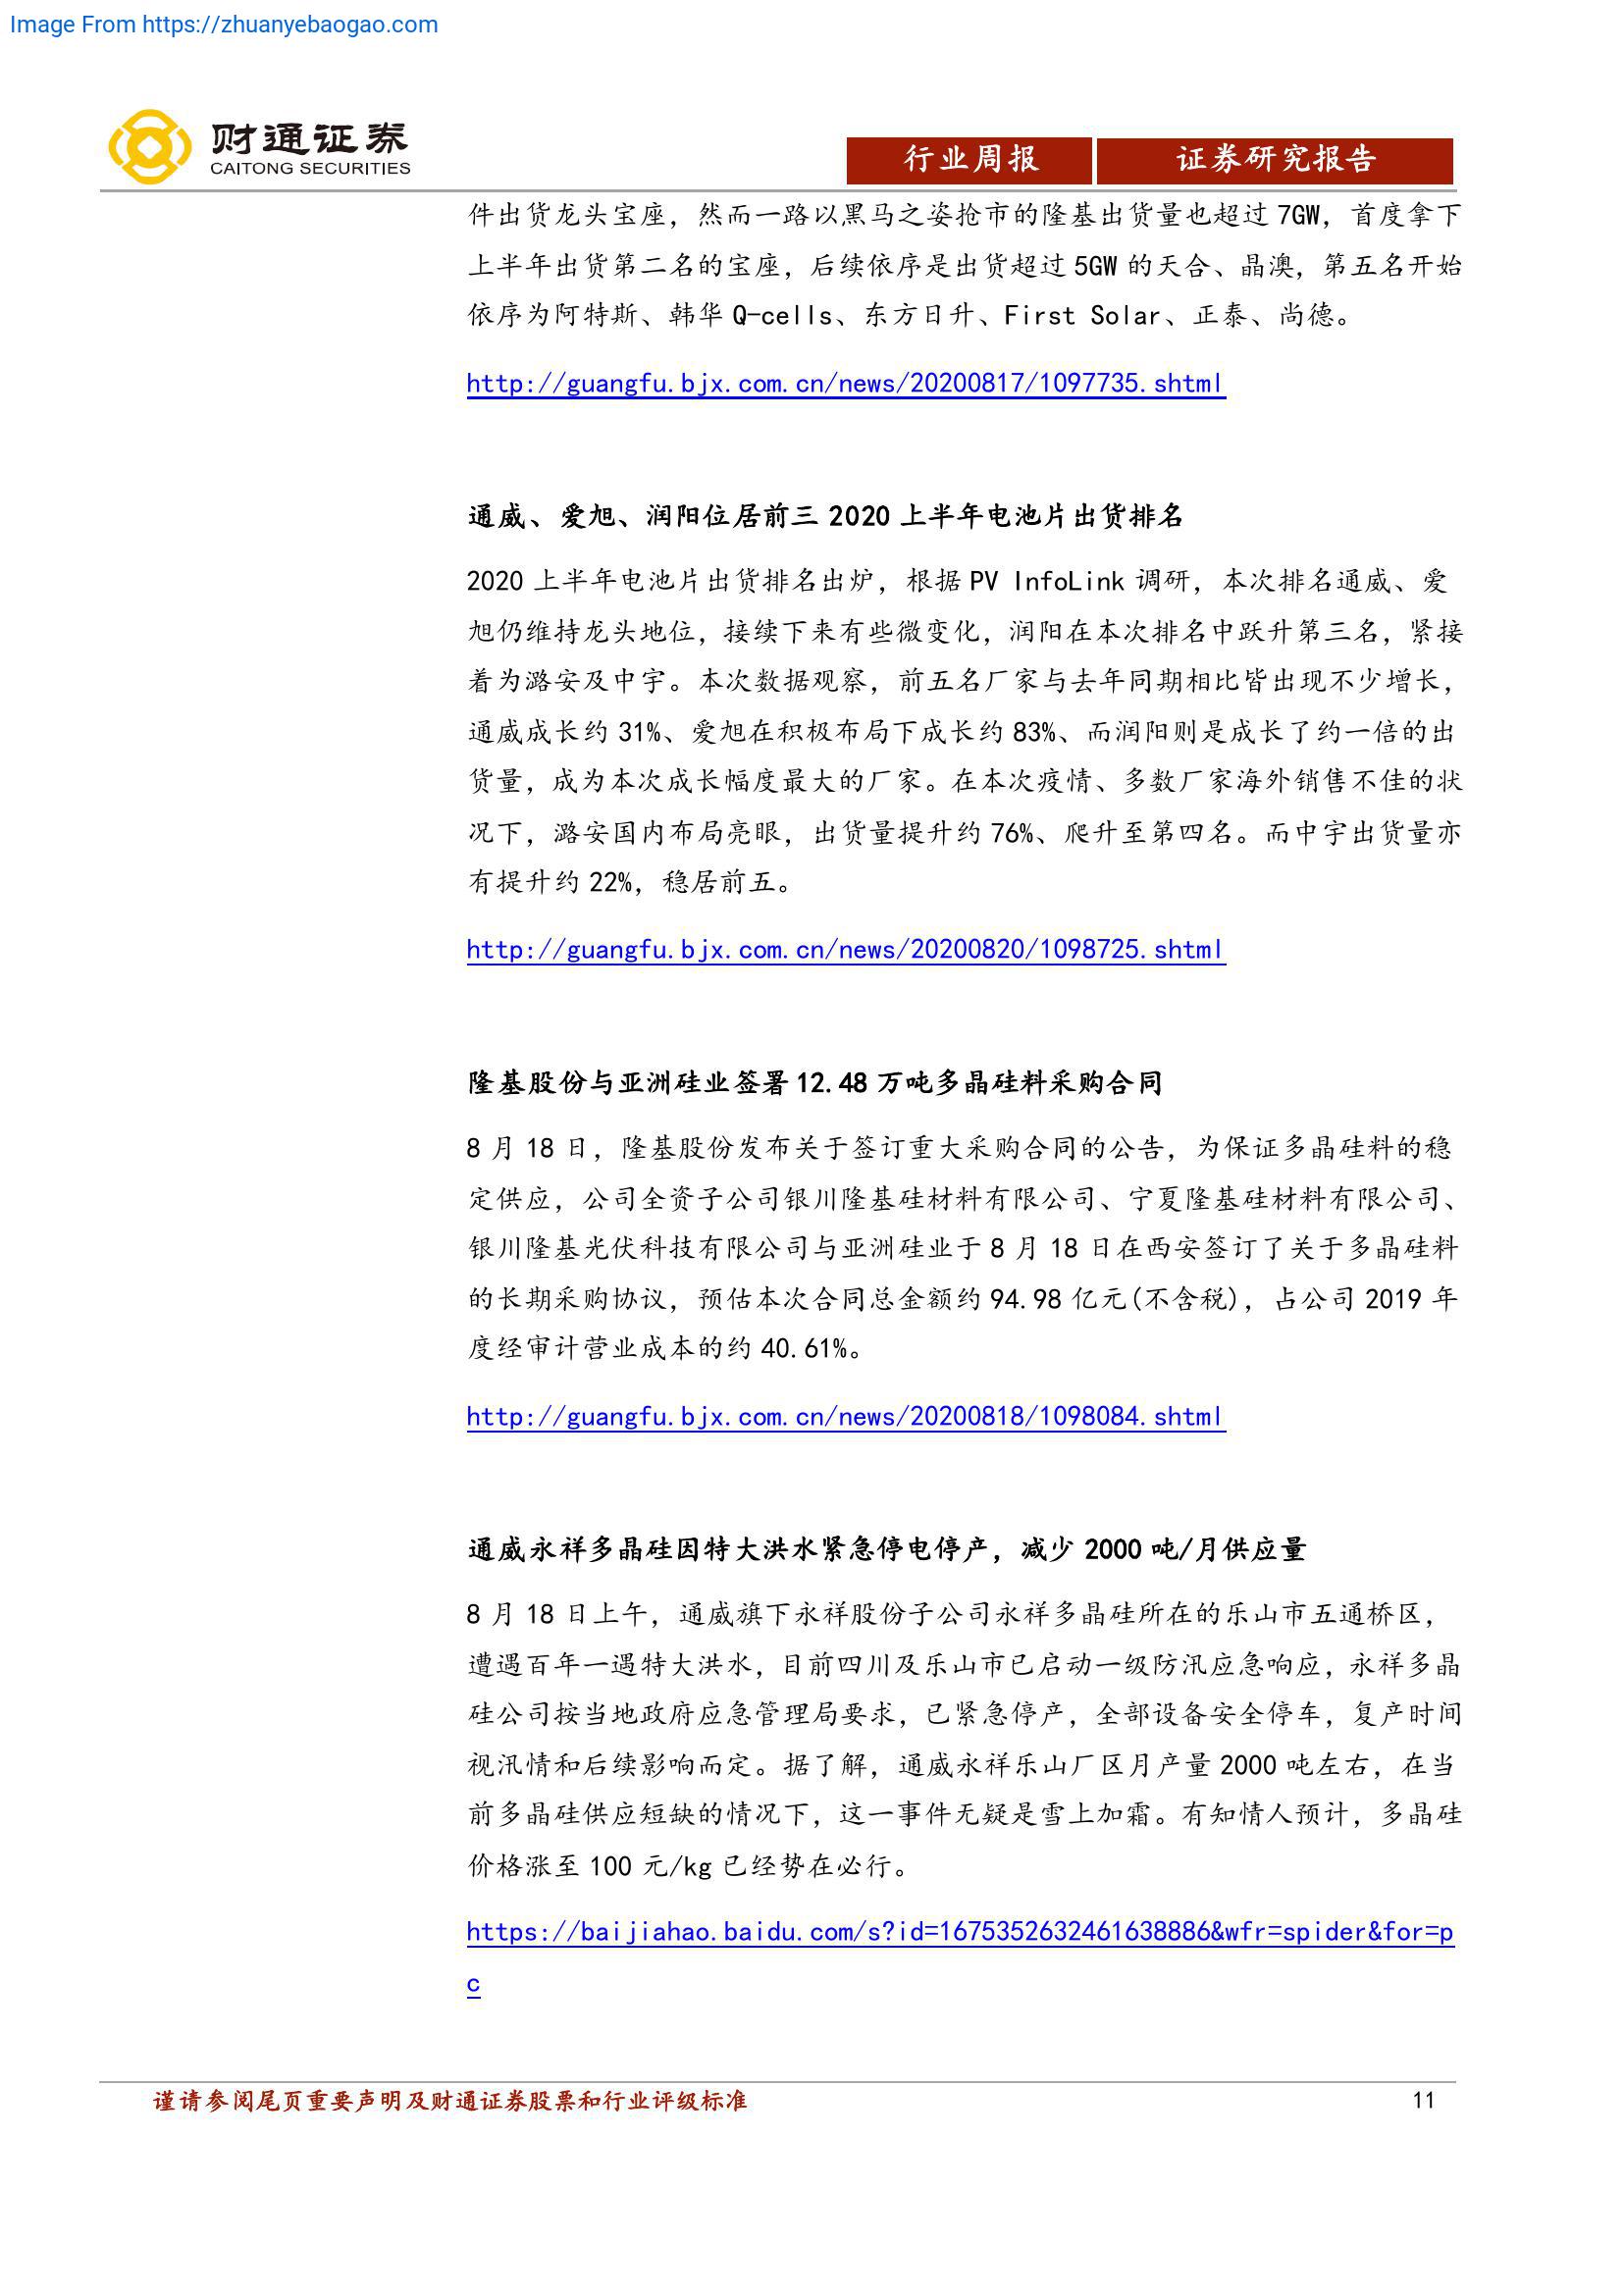 Image From https://zhuanyebaogao.com
财通证券
CAITONG SECURITIES
行业周报
证券研究报告
件出货龙头宝座，然而一路以黑马之姿抢市的隆基出货量也超过 7GW，首度拿下
上半年出货第二名的宝座，后续依序是出货超过 5GW 的天合、晶澳，第五名开始
依序为阿特斯、韩华 Q-cells、东方日升、First Solar、正泰、尚德。
http://guangfu.bjx.com.cn/news/20200817/1097735.shtml
通威、爱旭、润阳位居前三 2020 上半年电池片出货排名
2020 上半年电池片出货排名出炉，根据 PV InfoLink 调研，本次排名通威、爱
旭仍维持龙头地位，接续下来有些微变化，润阳在本次排名中跃升第三名，紧接
着为潞安及中宇。本次数据观察，前五名厂家与去年同期相比皆出现不少增长，
通威成长约 31%、爱旭在积极布局下成长约 83%、而润阳则是成长了约一倍的出
货量，成为本次成长幅度最大的厂家。在本次疫情、多数厂家海外销售不佳的状
况下，潞安国内布局亮眼，出货量提升约 76%、爬升至第四名。而中宇出货量亦
有提升约 22%，稳居前五。
http://guangfu.bjx.com.cn/news/20200820/1098725.shtml
隆基股份与亚洲硅业签署 12.48 万吨多晶硅料采购合同
8 月 18 日，隆基股份发布关于签订重大采购合同的公告，为保证多晶硅料的稳
定供应，公司全资子公司银川隆基硅材料有限公司、宁夏隆基硅材料有限公司、
银川隆基光伏科技有限公司与亚洲硅业于 8 月 18 日在西安签订了关于多晶硅料
的长期采购协议，预估本次合同总金额约 94.98 亿元(不含税)，占公司 2019 年
度经审计营业成本的约 40.61%。
http://guangfu.bjx.com.cn/news/20200818/1098084.shtml
通威永祥多晶硅因特大洪水紧急停电停产，减少 2000 吨/月供应量
8 月 18 日上午，通威旗下永祥股份子公司永祥多晶硅所在的乐山市五通桥区，
遭遇百年一遇特大洪水，目前四川及乐山市已启动一级防汛应急响应，永祥多晶
硅公司按当地政府应急管理局要求，已紧急停产，全部设备安全停车，复产时间
视汛情和后续影响而定。据了解，通威永祥乐山厂区月产量 2000 吨左右，在当
前多晶硅供应短缺的情况下，这一事件无疑是雪上加霜。有知情人预计，多晶硅
价格涨至 100 元/kg 已经势在必行。
https://baijiahao.baidu.com/s?id=1675352632461638886&wfr=spider&for=p
c
谨请参阅尾页重要声明及财通证券股票和行业评级标准
11